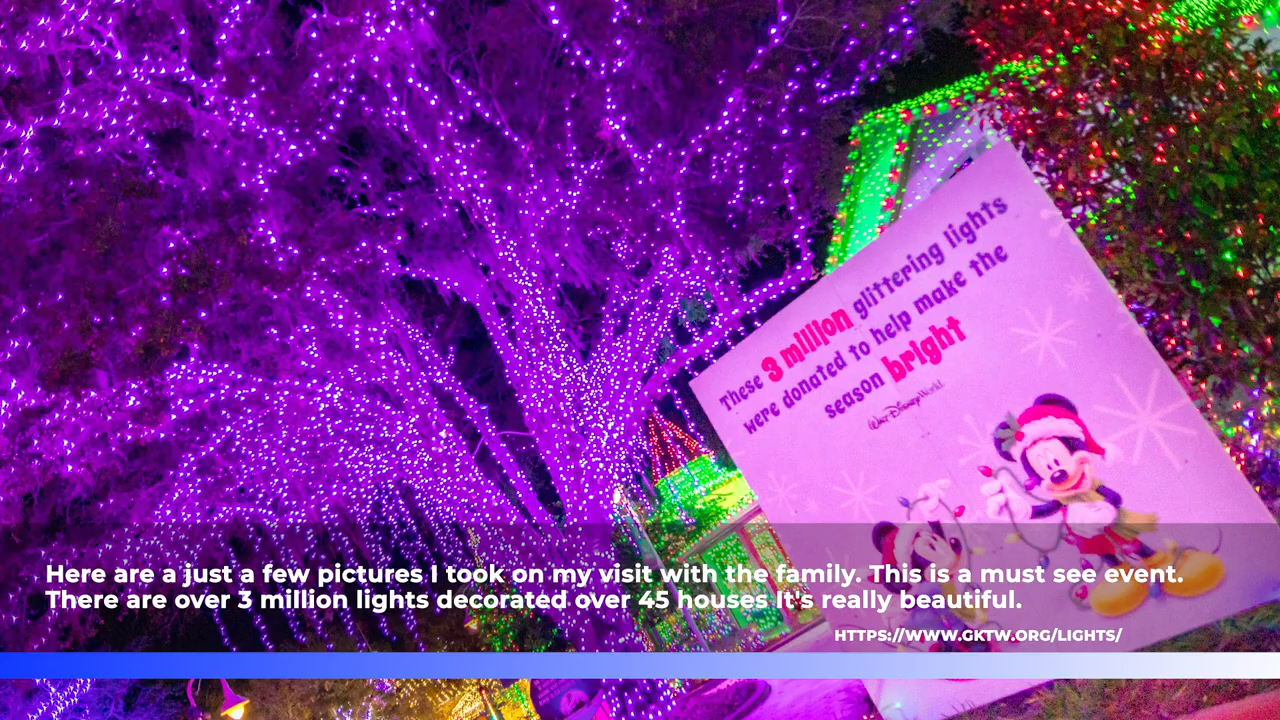 These 3 million glittering lights
were donated to help make the
season bright
Walt Disney World
Here are a just a few pictures I took on my visit with the family. This is a must see event.
There are over 3 million lights decorated over 45 houses It's really beautiful.
HTTPS://WWW.GKTW.ORG/LIGHTS/